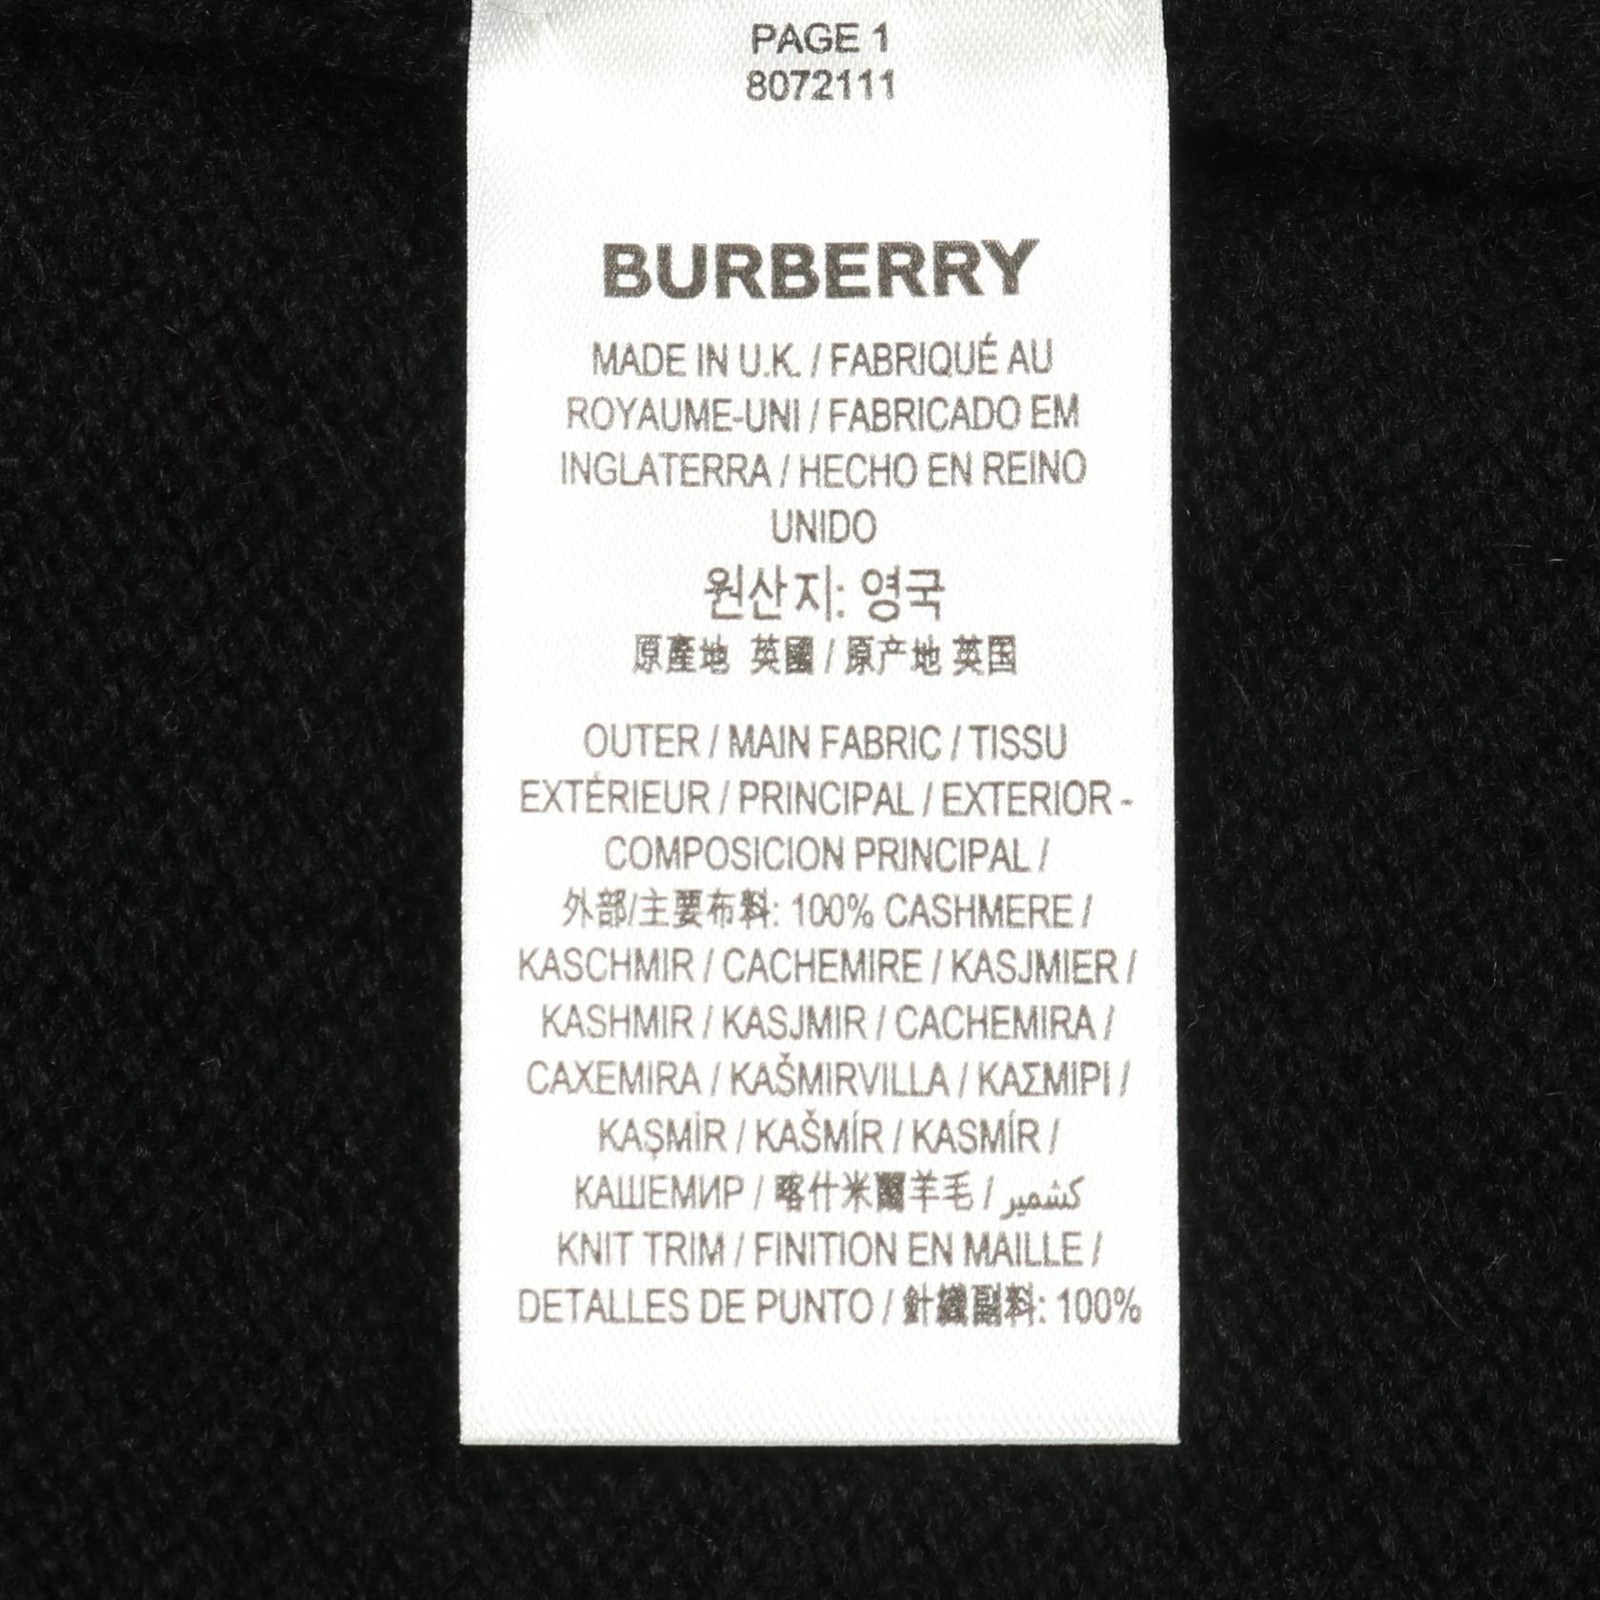 PAGE 1
8072111
BURBERRY
MADE IN U.K. / FABRIQUÉ AU
ROYAUME-UNI / FABRICADO EM
INGLATERRA / HECHO EN REINO
UNIDO
원산지: 영국
原產地 英國 / 原产地 英国
OUTER / MAIN FABRIC / TISSU
EXTÉRIEUR / PRINCIPAL / EXTERIOR -
COMPOSICION PRINCIPAL /
外部/主要布料: 100% CASHMERE /
KASCHMIR / CACHEMIRE / KASJMIER /
KASHMIR / KASJMIR / CACHEMIRA /
CAXEMIRA / KAŠMIRVILLA / ΚΑΣΜΙΡΙ /
KAŞMİR / KAŠMÍR / KASMÍR /
КАШЕМИР / 喀什米爾羊毛 / كشمير
KNIT TRIM / FINITION EN MAILLE /
DETALLES DE PUNTO / 針織副料: 100%